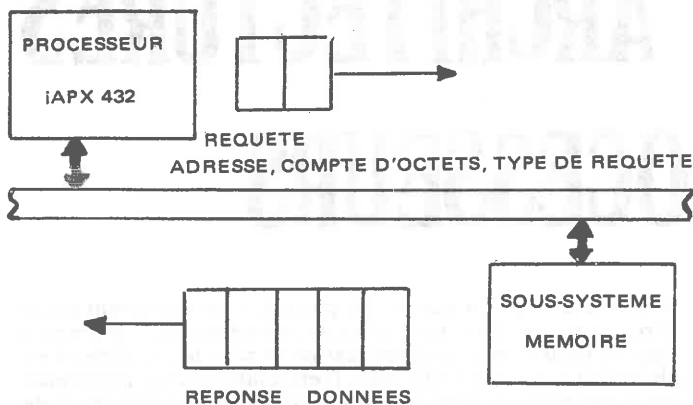 PROCESSEUR
iAPX 432
REQUETE
ADRESSE, COMPTE D'OCTETS, TYPE DE REQUETE
SOUS-SYSTEME
MEMOIRE
REPONSE DONNEES